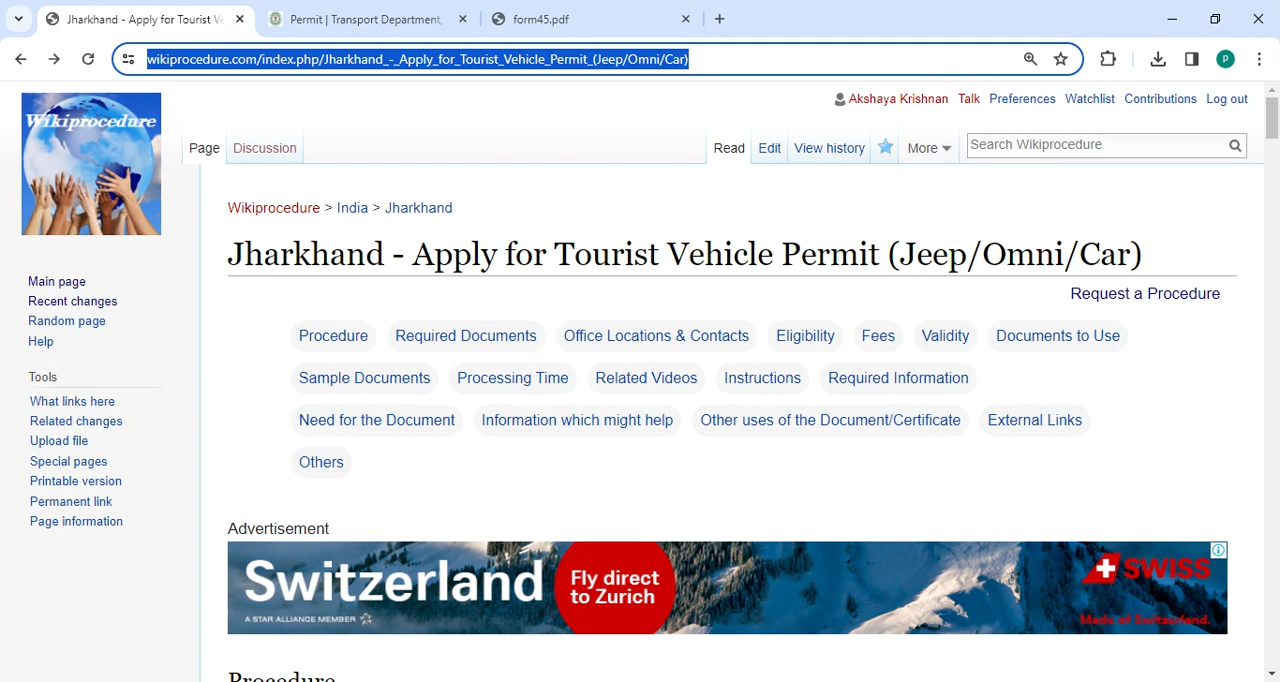 Jharkhand - Apply for Tourist Ve
Permit | Transport Department,
form45.pdf
wikiprocedure.com/index.php/Jharkhand_-_Apply_for_Tourist_Vehicle_Permit_(Jeep/Omni/Car)
P
Akshaya Krishnan Talk Preferences Watchlist Contributions Log out
Wikiprocedure
Page Discussion Read Edit View history More Search Wikiprocedure
Wikiprocedure > India > Jharkhand
Jharkhand - Apply for Tourist Vehicle Permit (Jeep/Omni/Car)
Request a Procedure
Main page
Recent changes
Random page
Help
Tools
What links here
Related changes
Upload file
Special pages
Printable version
Permanent link
Page information
Procedure Required Documents Office Locations & Contacts Eligibility Fees Validity Documents to Use
Sample Documents Processing Time Related Videos Instructions Required Information
Need for the Document Information which might help Other uses of the Document/Certificate External Links
Others
Advertisement
Switzerland
A STAR ALLIANCE MEMBER
Fly direct
to Zurich
SWISS
Made of Switzerland.
Procedure